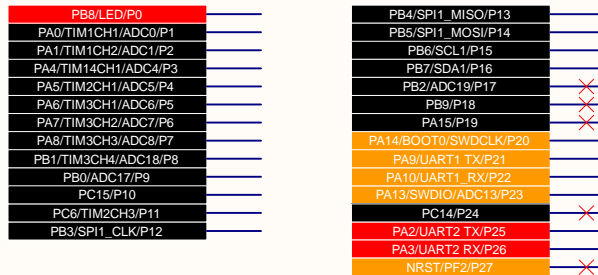 PB8/LED/P0
PA0/TIM1CH1/ADC0/P1
PA1/TIM1CH2/ADC1/P2
PA4/TIM14CH1/ADC4/P3
PA5/TIM2CH1/ADC5/P4
PA6/TIM3CH1/ADC6/P5
PA7/TIM3CH2/ADC7/P6
PA8/TIM3CH3/ADC8/P7
PB1/TIM3CH4/ADC18/P8
PB0/ADC17/P9
PC15/P10
PC6/TIM2CH3/P11
PB3/SPI1_CLK/P12
PB4/SPI1_MISO/P13
PB5/SPI1_MOSI/P14
PB6/SCL1/P15
PB7/SDA1/P16
PB2/ADC19/P17
PB9/P18
PA15/P19
PA14/BOOT0/SWDCLK/P20
PA9/UART1 TX/P21
PA10/UART1_RX/P22
PA13/SWDIO/ADC13/P23
PC14/P24
PA2/UART2 TX/P25
PA3/UART2 RX/P26
NRST/PF2/P27